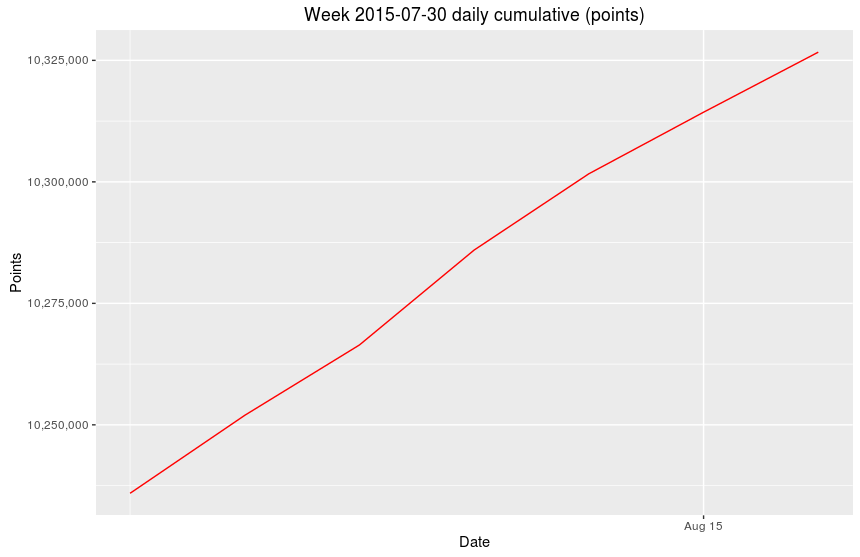 Week 2015-07-30 daily cumulative (points)
10,325,000
10,300,000
10,275,000
10,250,000
Points
Aug 15
Date